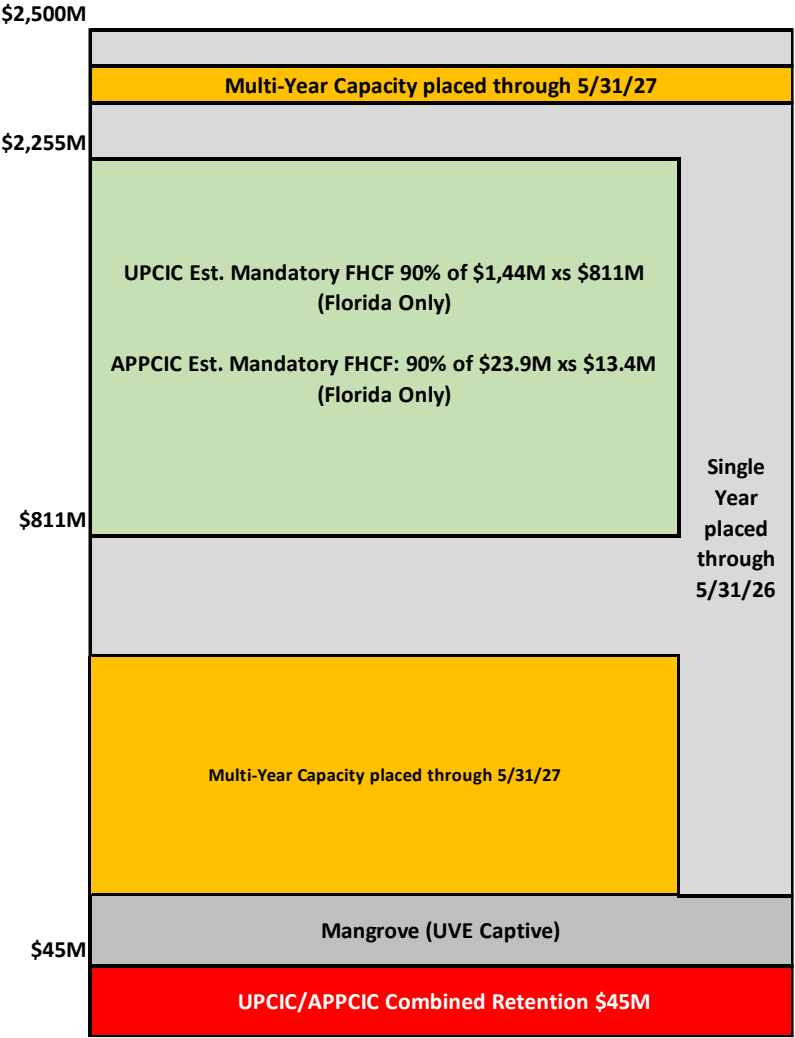 $2,500M
Multi-Year Capacity placed through 5/31/27
$2,255M
UPCIC Est. Mandatory FHCF 90% of $1,44M xs $811M
(Florida Only)
APPCIC Est. Mandatory FHCF: 90% of $23.9M xs $13.4M
(Florida Only)
Single
Year
placed
through
5/31/26
$811M
Multi-Year Capacity placed through 5/31/27
Mangrove (UVE Captive)
$45M
UPCIC/APPCIC Combined Retention $45M